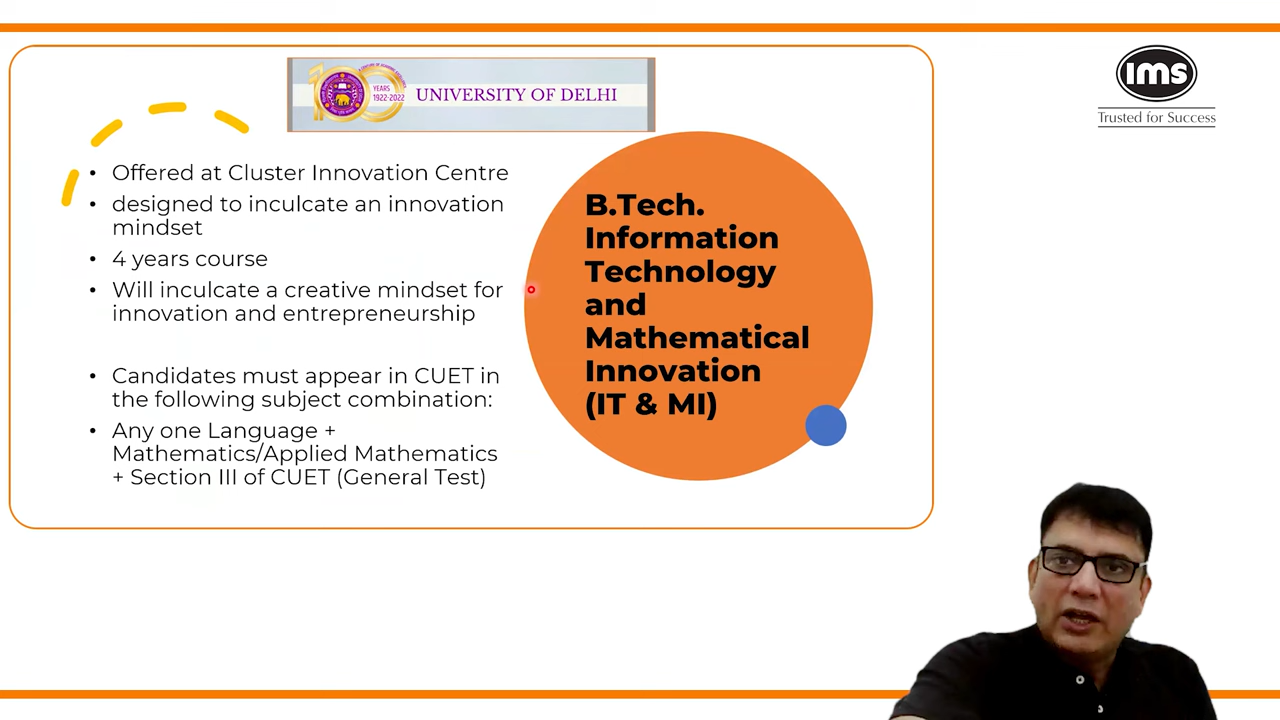 100 YEARS
1922-2022
UNIVERSITY OF DELHI
ims
Trusted for Success
• Offered at Cluster Innovation Centre
• designed to inculcate an innovation
mindset
• 4 years course
• Will inculcate a creative mindset for
innovation and entrepreneurship
• Candidates must appear in CUET in
the following subject combination:
• Any one Language +
Mathematics/Applied Mathematics
+ Section III of CUET (General Test)
B.Tech.
Information
Technology
and
Mathematical
Innovation
(IT & MI)